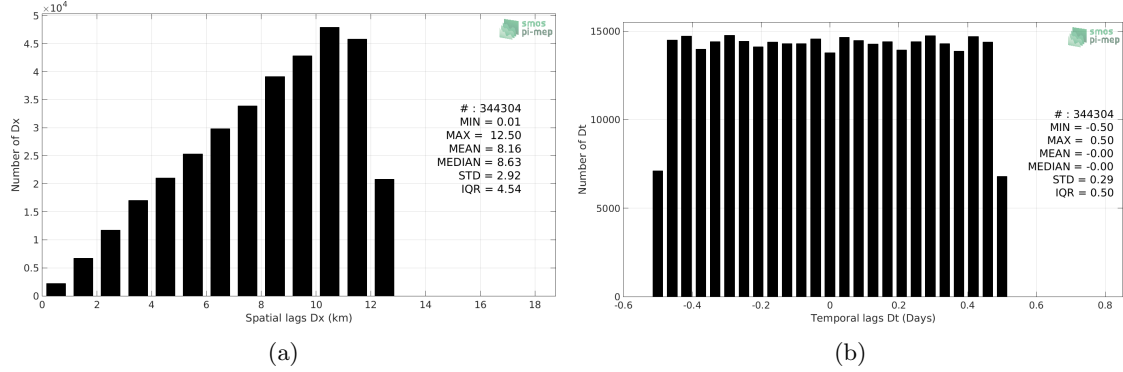 ×10⁴
5
4.5
4
3.5
3
2.5
2
1.5
1
0.5
0
Number of Dx
smos
pi-mep
# : 344304
MIN = 0.01
MAX = 12.50
MEAN = 8.16
MEDIAN = 8.63
STD = 2.92
IQR = 4.54
0 2 4 6 8 10 12 14 16 18
Spatial lags Dx (km)
(a)
15000
10000
5000
0
Number of Dt
smos
pi-mep
# : 344304
MIN = -0.50
MAX = 0.50
MEAN = -0.00
MEDIAN = -0.00
STD = 0.29
IQR = 0.50
-0.6 -0.4 -0.2 0 0.2 0.4 0.6 0.8
Temporal lags Dt (Days)
(b)